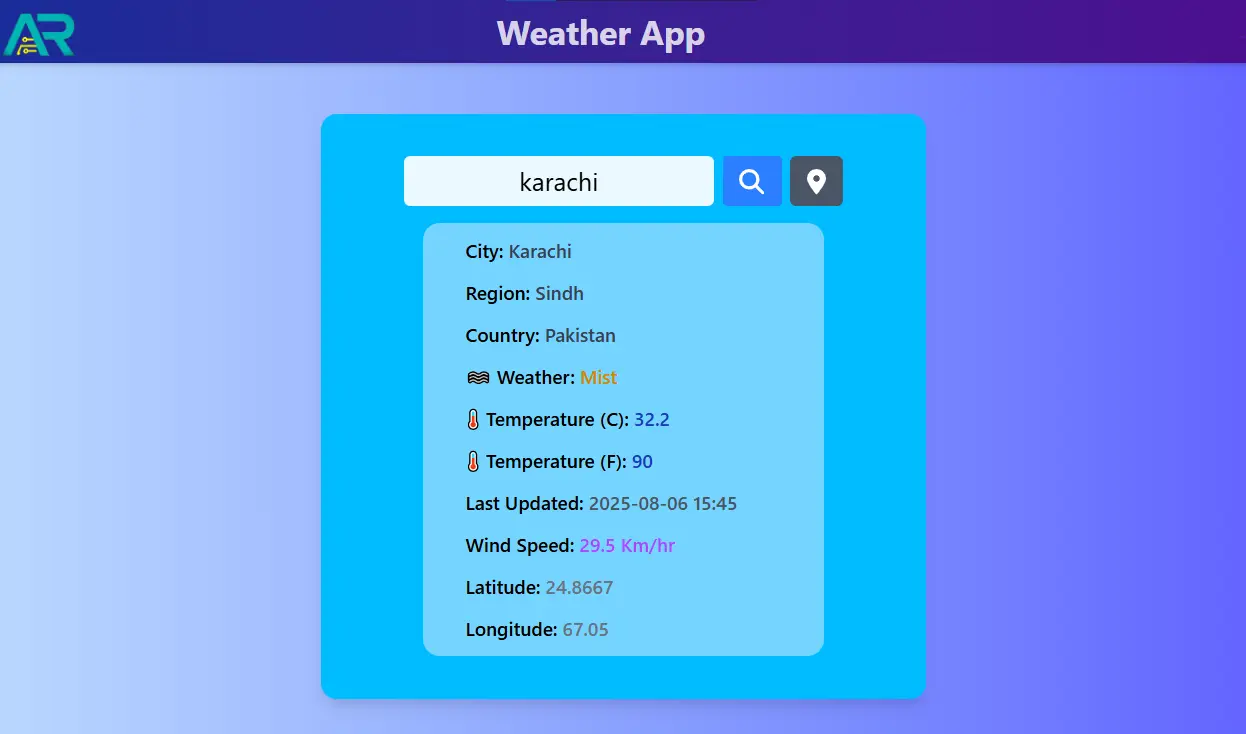 AR
Weather App
karachi
City: Karachi
Region: Sindh
Country: Pakistan
Weather: Mist
🌡 Temperature (C): 32.2
🌡 Temperature (F): 90
Last Updated: 2025-08-06 15:45
Wind Speed: 29.5 Km/hr
Latitude: 24.8667
Longitude: 67.05